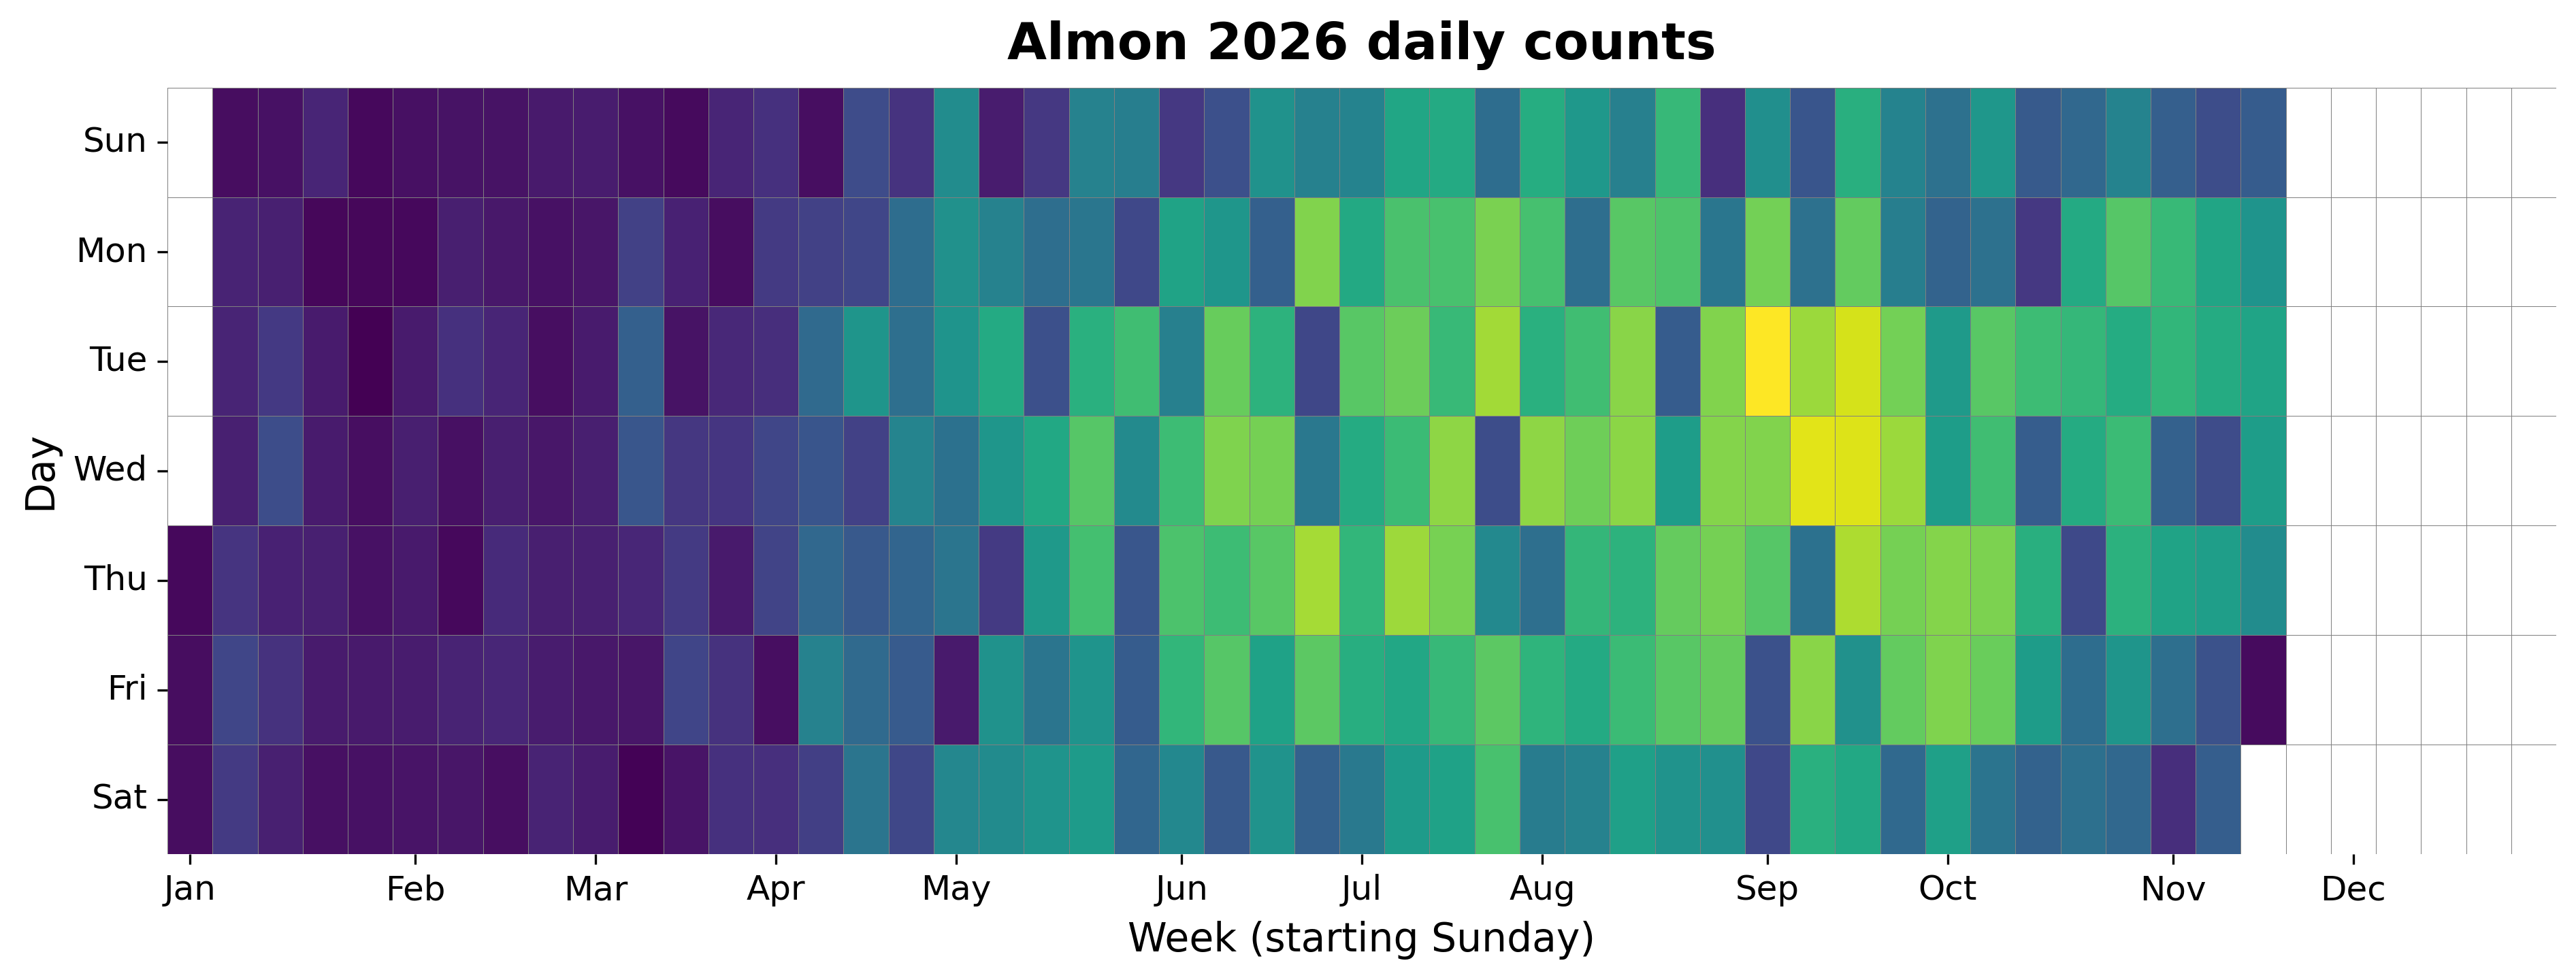 Almon 2026 daily counts
Day
Sun
Mon
Tue
Wed
Thu
Fri
Sat
Jan Feb Mar Apr May Jun Jul Aug Sep Oct Nov Dec
Week (starting Sunday)